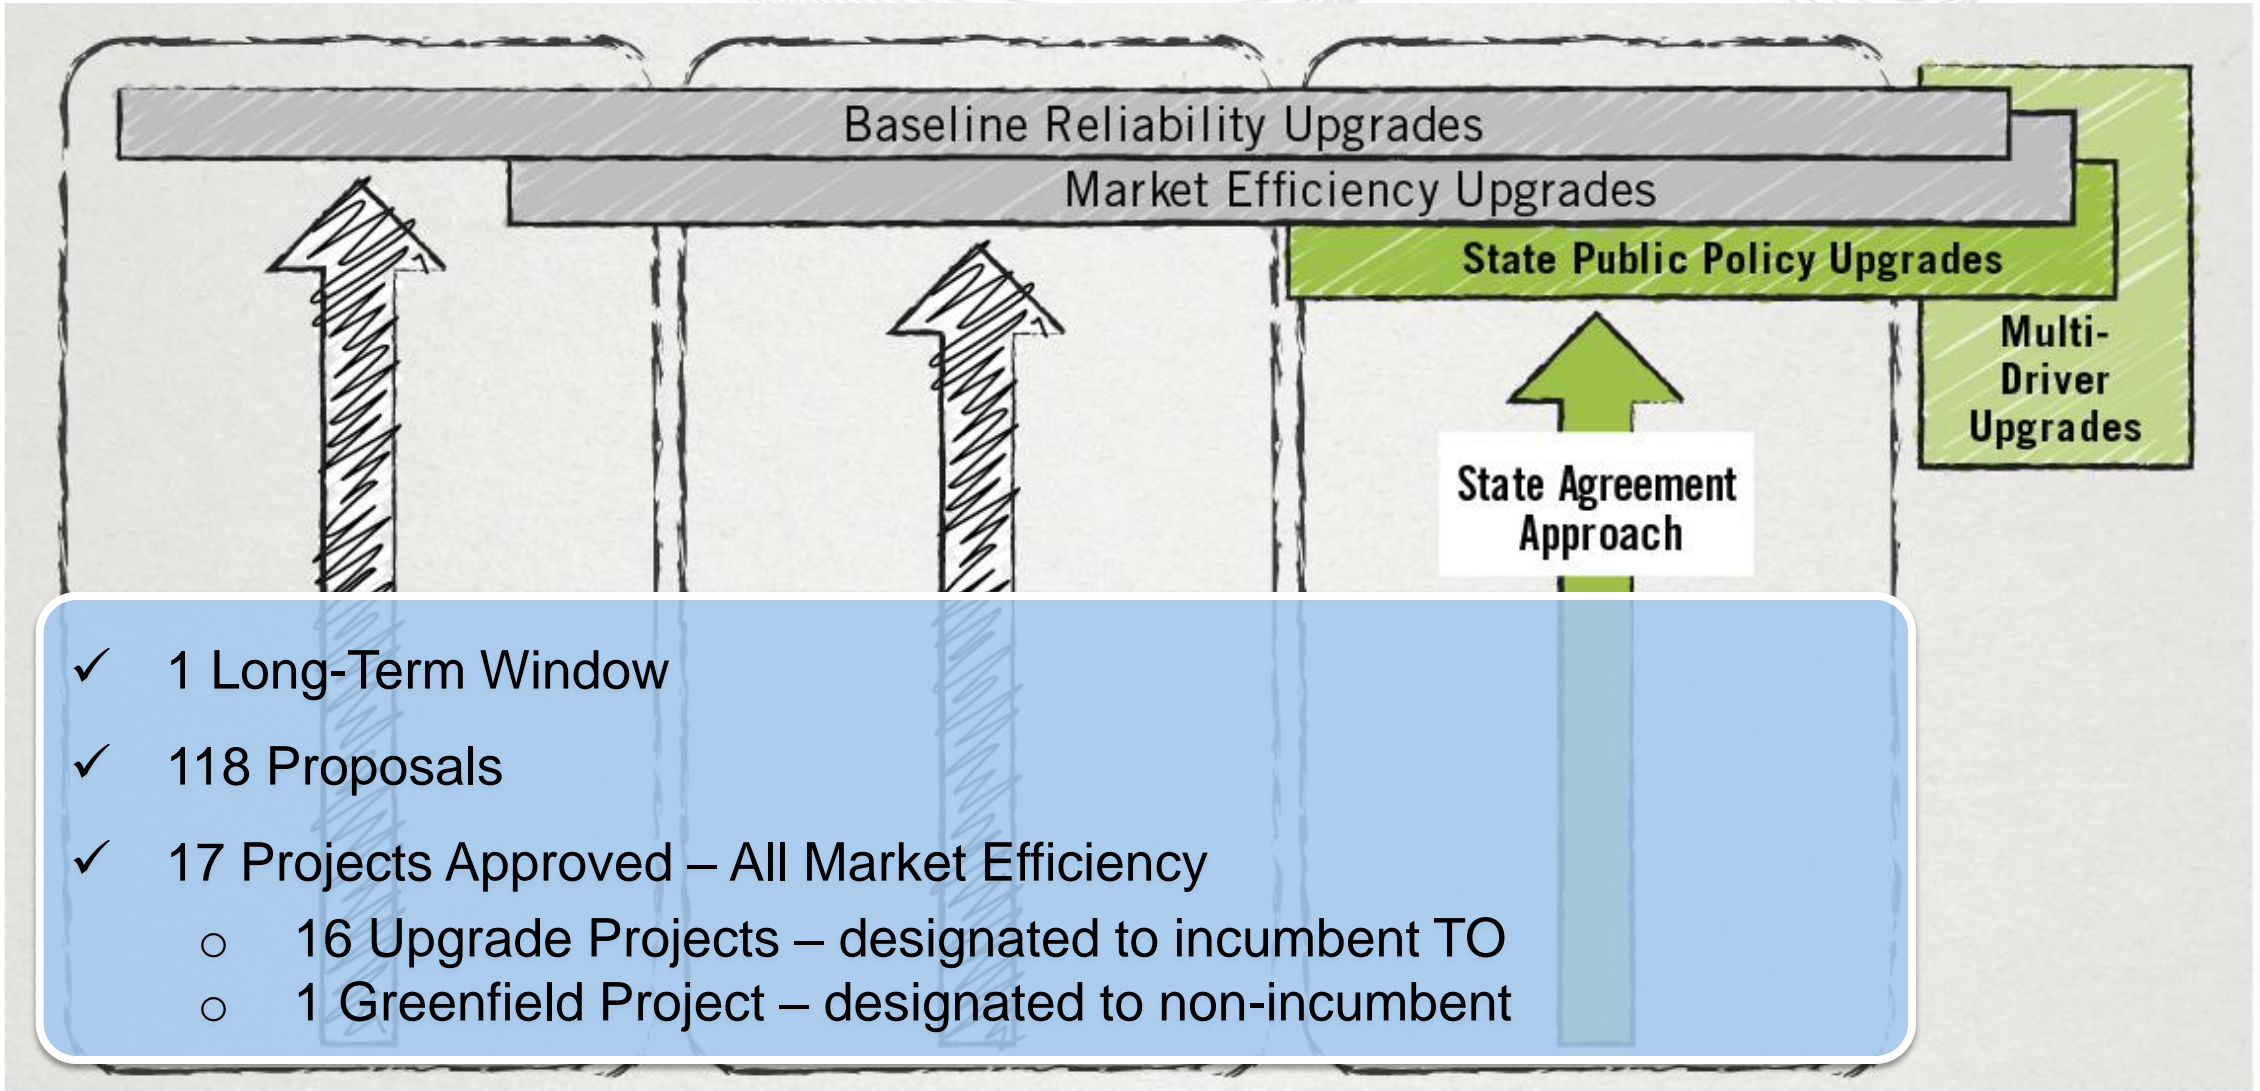 Baseline Reliability Upgrades
Market Efficiency Upgrades
State Public Policy Upgrades
Multi-
Driver
Upgrades
State Agreement
Approach
✓ 1 Long-Term Window
✓ 118 Proposals
✓ 17 Projects Approved – All Market Efficiency
o 16 Upgrade Projects – designated to incumbent TO
o 1 Greenfield Project – designated to non-incumbent